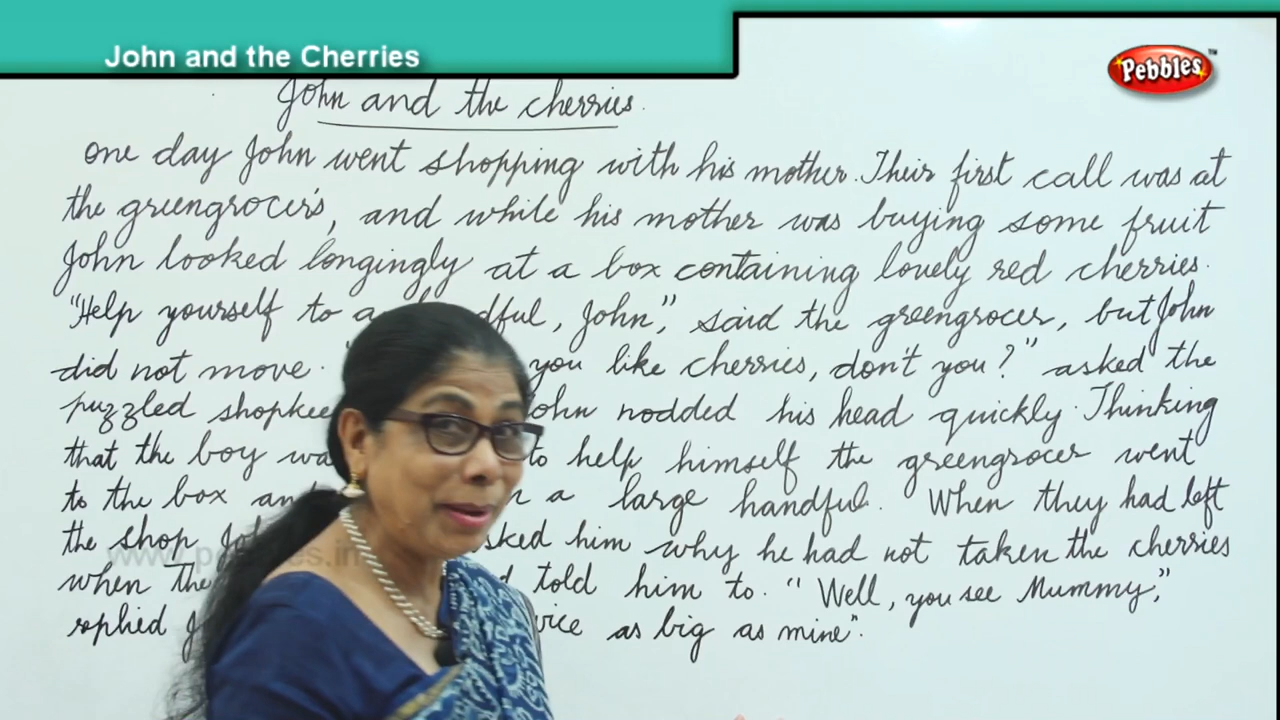 John and the Cherries
Pebbles™
John and the cherries.
one day John went shopping with his mother. Their first call was at
the greengrocer's, and while his mother was buying some fruit
John looked longingly at a box containing lovely red cherries.
"Help yourself to a dful, John," said the greengrocer, but John
did not move. " you like cherries, don't you?" asked the
puzzled shopkee John nodded his head quickly. Thinking
that the boy wa to help himself the greengrocer went
to the box an a large handful. When they had left
the shop Jo sked him why he had not taken the cherries
when the told him to. "Well, you see Mummy,"
replied J wice as big as mine".